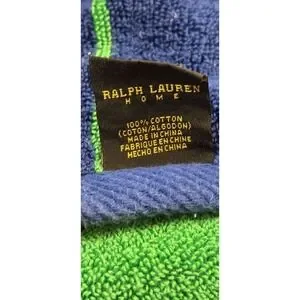 RALPH LAUREN
HOME
100% COTTON
(COTON/ALGODON)
MADE IN CHINA
FABRIQUE EN CHINE
HECHO EN CHINA